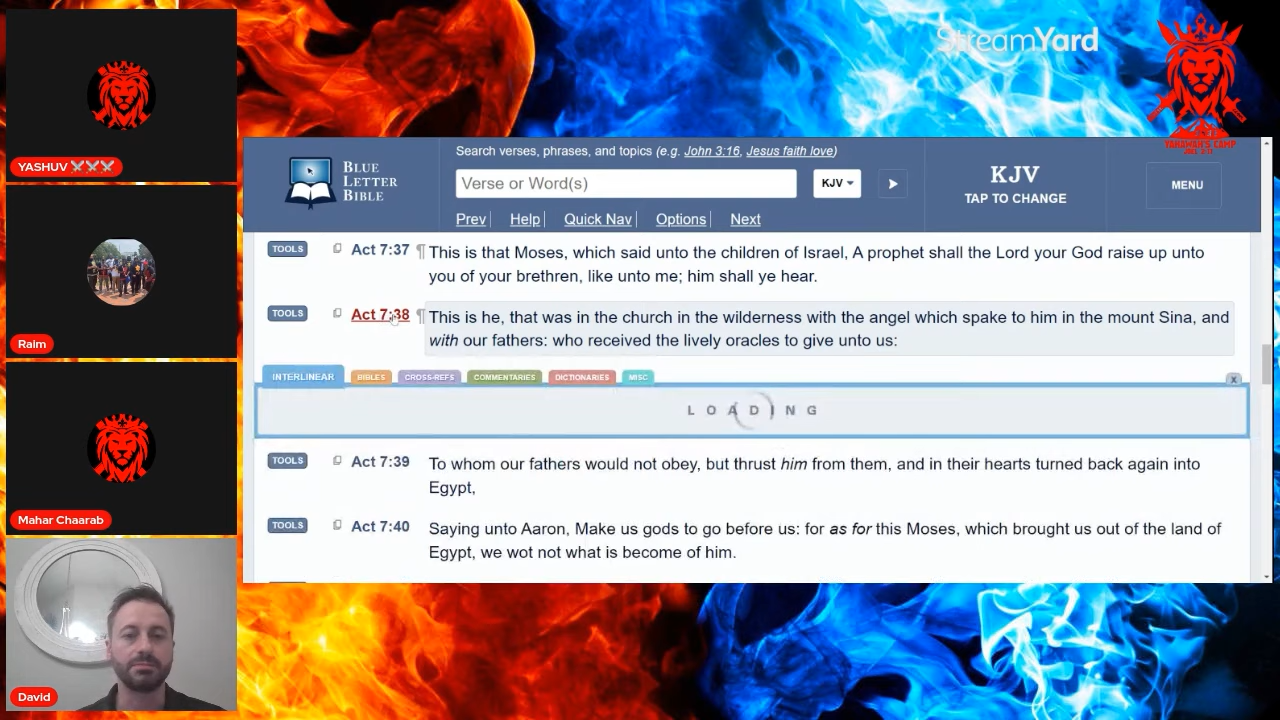 StreamYard
YAHAWAH'S CAMP
YASHUV
Raim
Mahar Chaarab
David
BLUE
LETTER
BIBLE
Search verses, phrases, and topics (e.g. John 3:16, Jesus faith love)
Verse or Word(s)
KJV
Prev Help Quick Nav Options Next
KJV
TAP TO CHANGE
MENU
TOOLS Act 7:37 ¶ This is that Moses, which said unto the children of Israel, A prophet shall the Lord your God raise up unto
you of your brethren, like unto me; him shall ye hear.
TOOLS Act 7:38 ¶ This is he, that was in the church in the wilderness with the angel which spake to him in the mount Sina, and
with our fathers: who received the lively oracles to give unto us:
INTERLINEAR BIBLES CROSS-REFS COMMENTARIES DICTIONARIES MISC x
LOADING
TOOLS Act 7:39 To whom our fathers would not obey, but thrust him from them, and in their hearts turned back again into
Egypt,
TOOLS Act 7:40 Saying unto Aaron, Make us gods to go before us: for as for this Moses, which brought us out of the land of
Egypt, we wot not what is become of him.